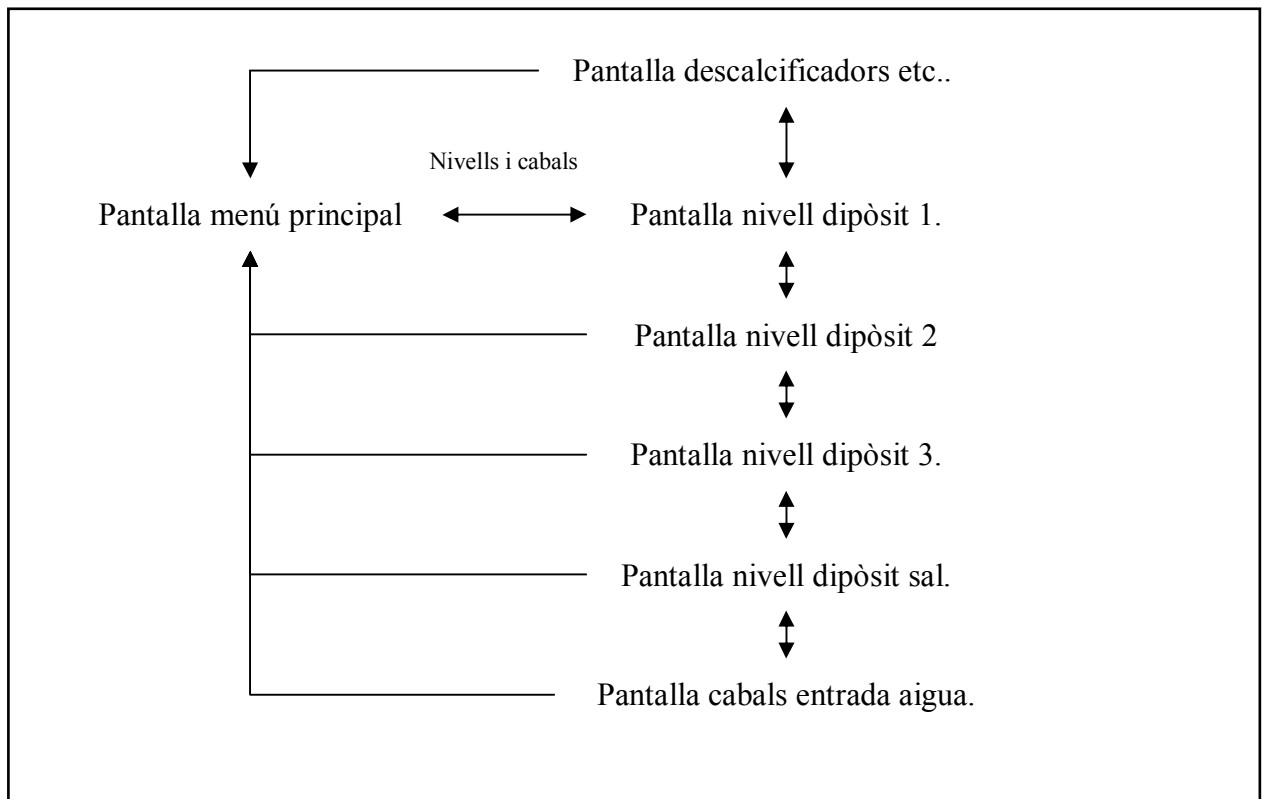 Pantalla descalcificadors etc..
Nivells i cabals
Pantalla menú principal
Pantalla nivell dipòsit 1.
Pantalla nivell dipòsit 2
Pantalla nivell dipòsit 3.
Pantalla nivell dipòsit sal.
Pantalla cabals entrada aigua.